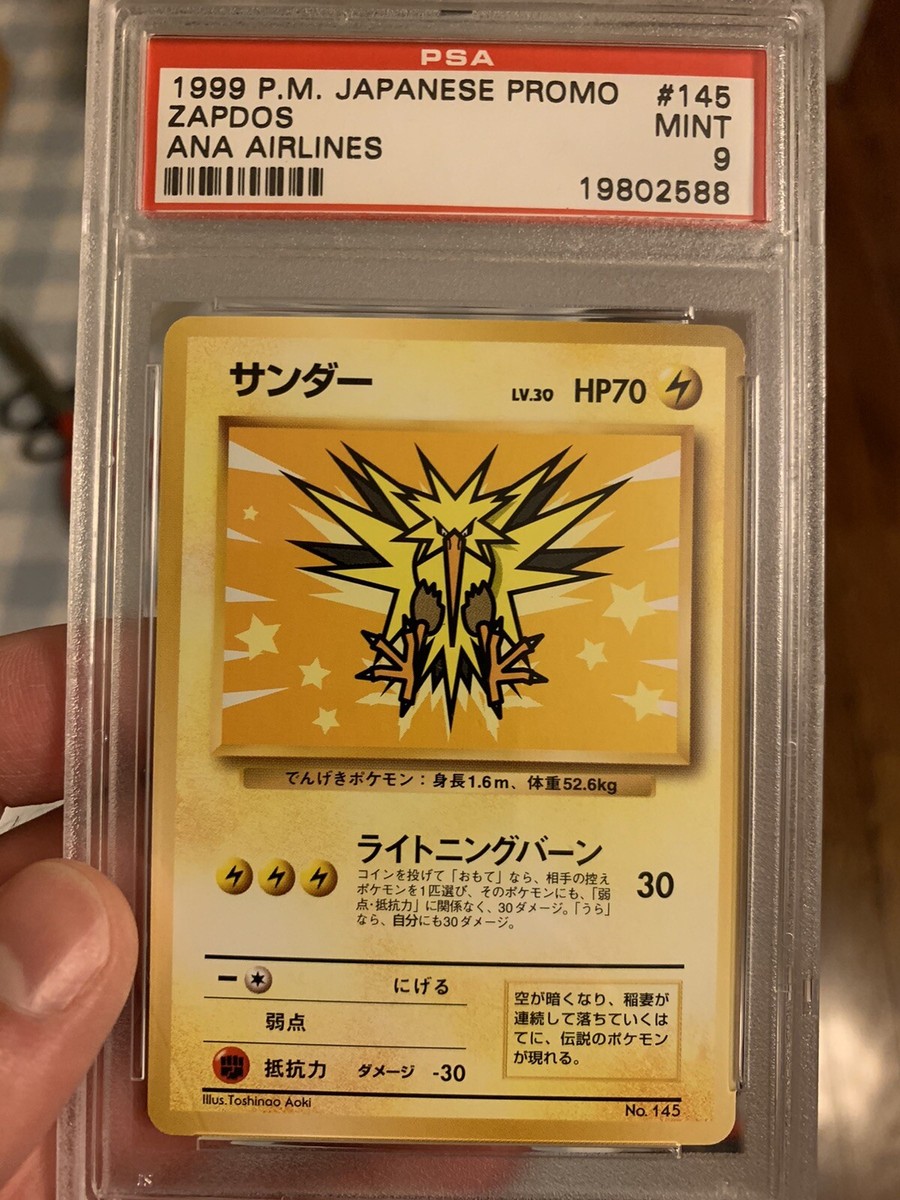 PSA
1999 P.M. JAPANESE PROMO #145
ZAPDOS MINT
ANA AIRLINES 9
19802588
サンダー LV.30 HP70
でんげきポケモン：身長1.6m、体重52.6kg
ライトニングバーン
コインを投げて「おもて」なら、相手の控え
ポケモンを1匹選び、そのポケモンにも、「弱
点・抵抗力」に関係なく、30ダメージ。「うら」
なら、自分にも30ダメージ。
30
ー にげる
弱点
抵抗力 ダメージ -30
空が暗くなり、稲妻が
連続して落ちていくは
てに、伝説のポケモン
が現れる。
Illus.Toshinao Aoki
No. 145